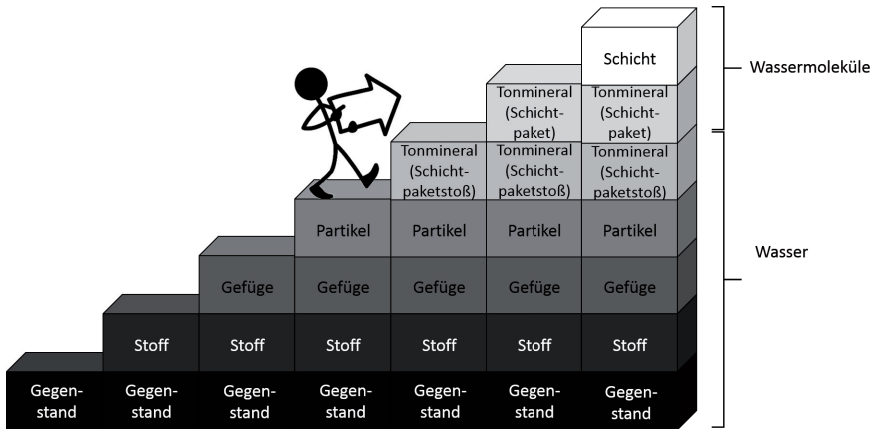 Schicht
Wassermoleküle
Tonmineral
(Schicht-
paket)
Tonmineral
(Schicht-
paket)
Tonmineral
(Schicht-
paketstoß)
Tonmineral
(Schicht-
paketstoß)
Tonmineral
(Schicht-
paketstoß)
Partikel
Partikel
Partikel
Partikel
Wasser
Gefüge
Gefüge
Gefüge
Gefüge
Gefüge
Stoff
Stoff
Stoff
Stoff
Stoff
Stoff
Gegen-
stand
Gegen-
stand
Gegen-
stand
Gegen-
stand
Gegen-
stand
Gegen-
stand
Gegen-
stand